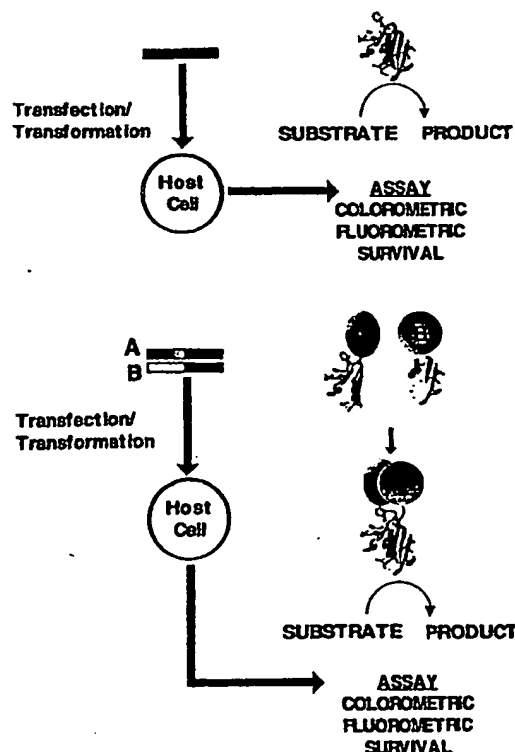 Transfection/
Transformation
SUBSTRATE PRODUCT
Host
Cell
ASSAY
COLOROMETRIC
FLUOROMETRIC
SURVIVAL
A
B
B
Transfection/
Transformation
Host
Cell
SUBSTRATE PRODUCT
ASSAY
COLOROMETRIC
FLUOROMETRIC
SURVIVAL